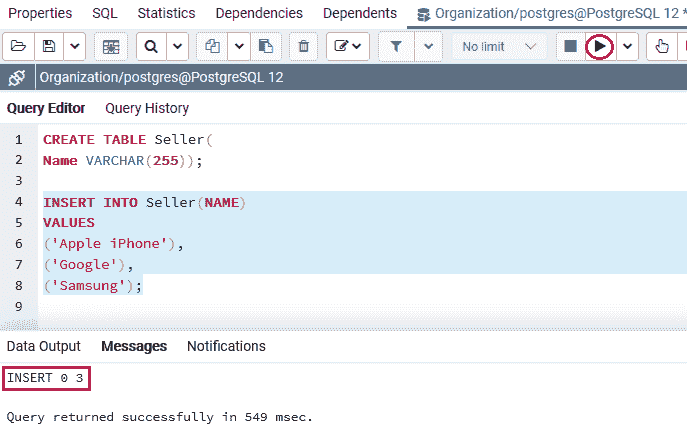 Properties SQL Statistics Dependencies Dependents Organization/postgres@PostgreSQL 12 *
No limit
Organization/postgres@PostgreSQL 12
Query Editor Query History
1 CREATE TABLE Seller(
2 Name VARCHAR(255));
3
4 INSERT INTO Seller(NAME)
5 VALUES
6 ('Apple iPhone'),
7 ('Google'),
8 ('Samsung');
9
Data Output Messages Notifications
INSERT 0 3
Query returned successfully in 549 msec.